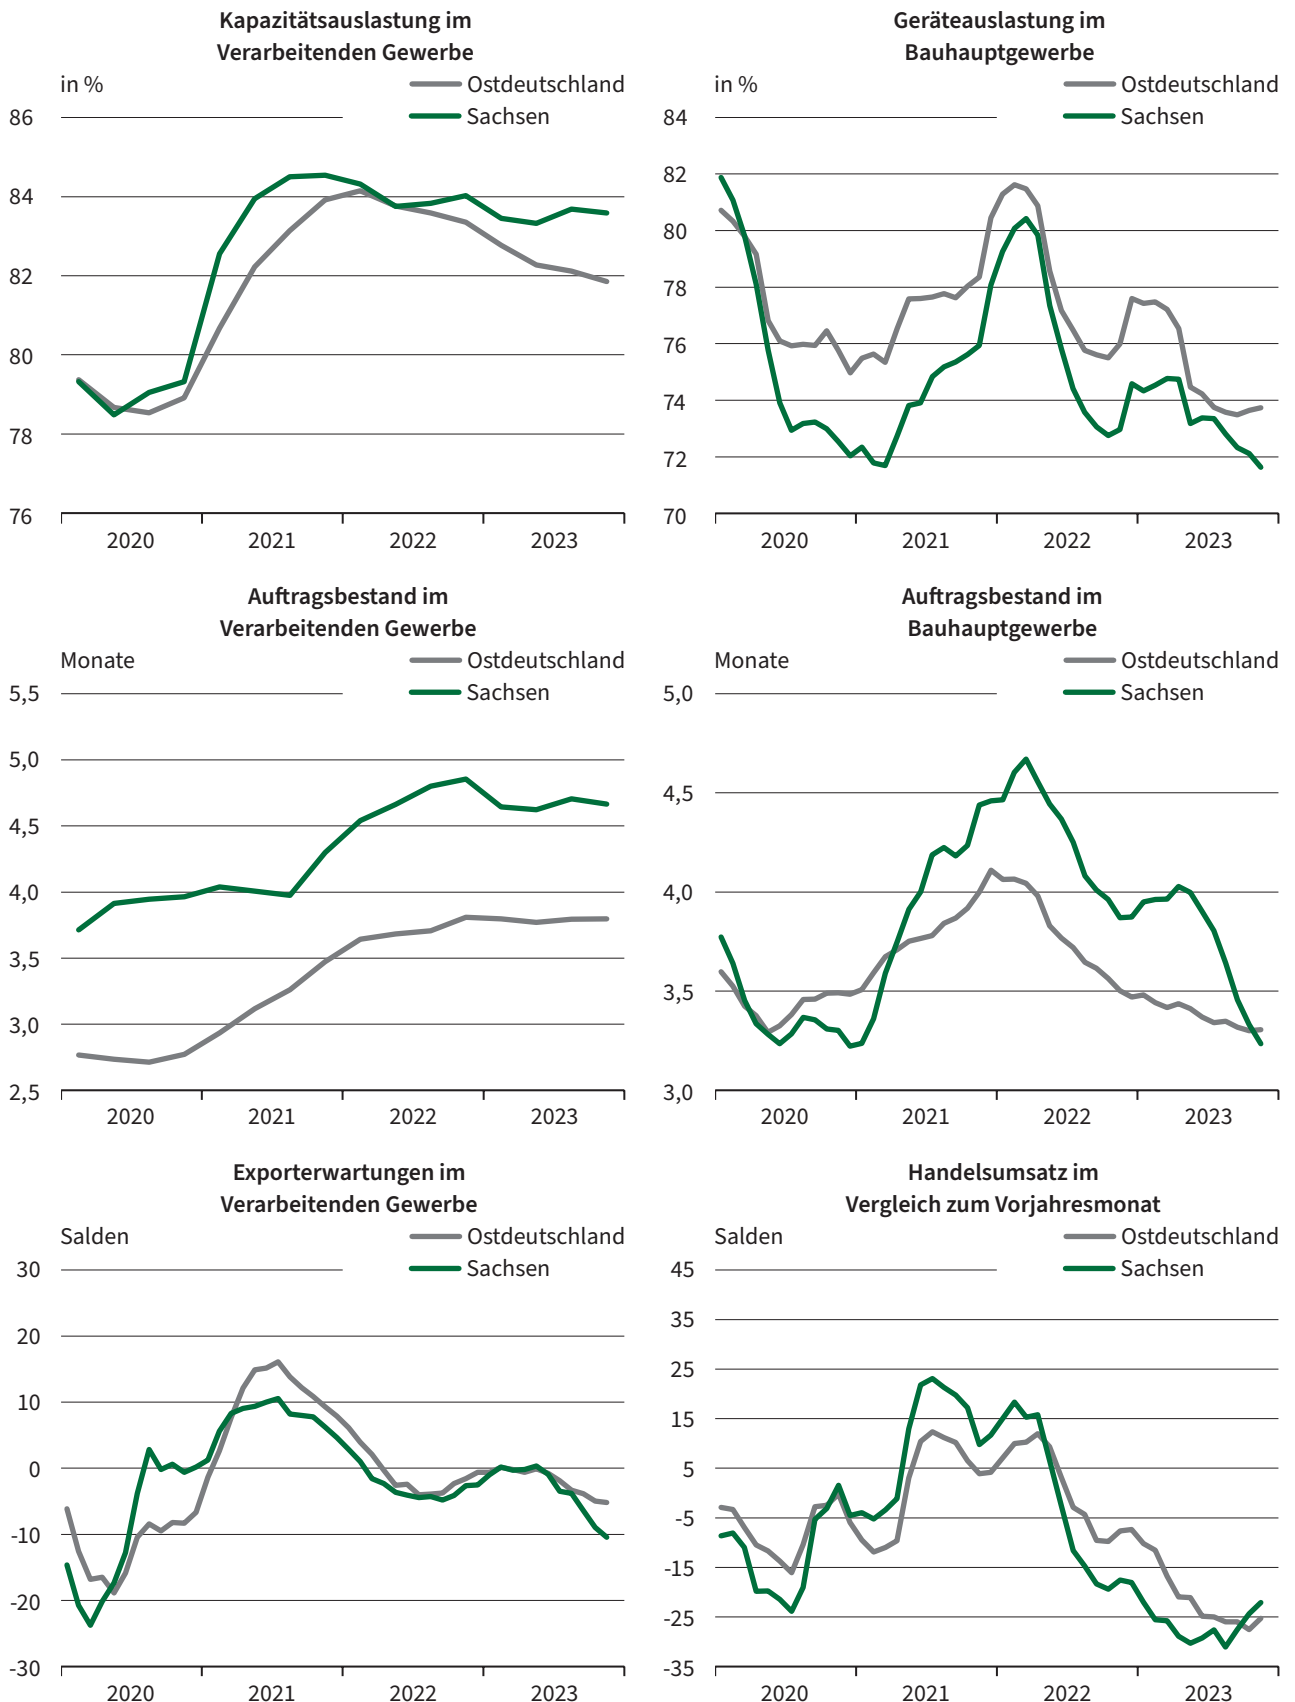 Kapazitätsauslastung im
Verarbeitenden Gewerbe
in %
Ostdeutschland
Sachsen
86
84
82
80
78
76
2020
2021
2022
2023
Geräteauslastung im
Bauhauptgewerbe
in %
Ostdeutschland
Sachsen
84
82
80
78
76
74
72
70
2020
2021
2022
2023
Auftragsbestand im
Verarbeitenden Gewerbe
Monate
Ostdeutschland
Sachsen
5,5
5,0
4,5
4,0
3,5
3,0
2,5
2020
2021
2022
2023
Auftragsbestand im
Bauhauptgewerbe
Monate
Ostdeutschland
Sachsen
5,0
4,5
4,0
3,5
3,0
2020
2021
2022
2023
Exporterwartungen im
Verarbeitenden Gewerbe
Salden
Ostdeutschland
Sachsen
30
20
10
0
-10
-20
-30
2020
2021
2022
2023
Handelsumsatz im
Vergleich zum Vorjahresmonat
Salden
Ostdeutschland
Sachsen
45
35
25
15
5
-5
-15
-25
-35
2020
2021
2022
2023